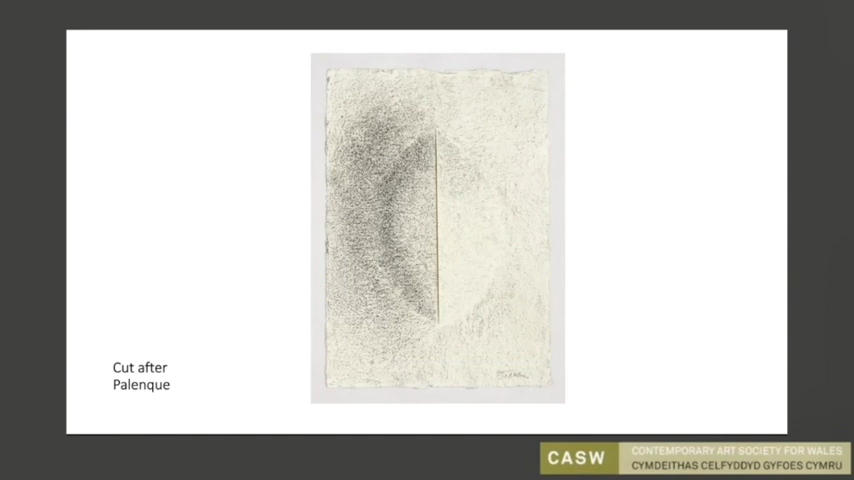 Cut after
Palenque
CASW
CONTEMPORARY ART SOCIETY FOR WALES
CYMDEITHAS CELFYDDYD GYFOES CYMRU